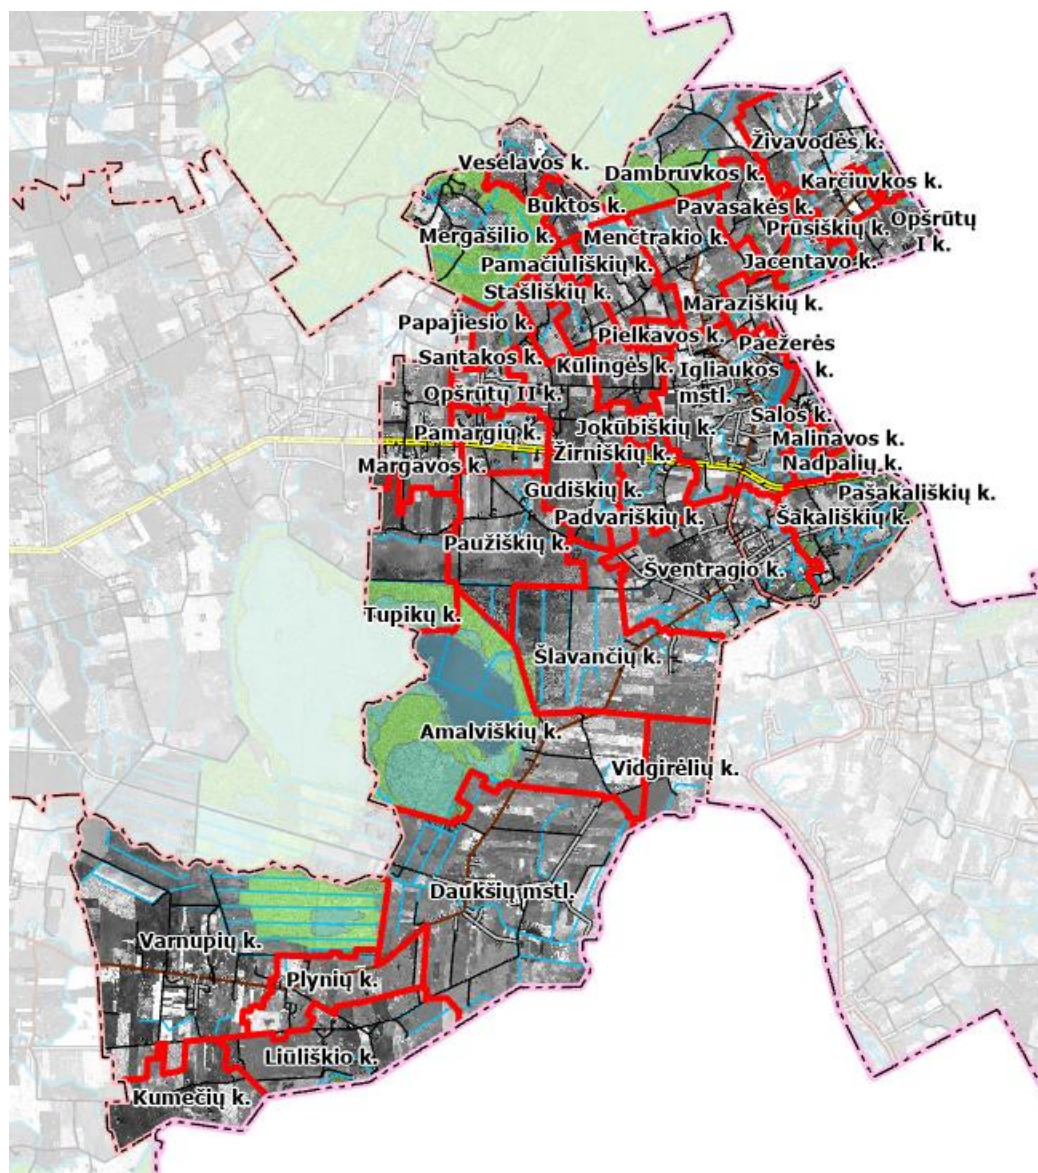 Živavodės k.
Veselavos k.
Dambruvkos k.
Karčiuvkos k.
Buktos k.
Pavasakės k.
Opšrūtų
I k.
Prūsiškių k.
Mergašilio k.
Menčtrakio k.
Jacentavo k.
Pamačiuliškių k.
Stašliškių k.
Maraziškių k.
Papajiesio k.
Pielkavos k.
Paežerės
k.
Santakos k.
Kūlingės k.
Igliaukos
mstl.
Opšrūtų II k.
Salos k.
Pamargių k.
Jokūbiškių k.
Malinavos k.
Žirniškių k.
Margavos k.
Nadpalių k.
Gudiškių k.
Pašakališkių k.
Padvariškių k.
Šakališkių k.
Paužiškių k.
Šventragio k.
Tupikų k.
Šlavančių k.
Amalviškių k.
Vidgirėlių k.
Daukšių mstl.
Varnupių k.
Plynių k.
Liūliškio k.
Kumečių k.